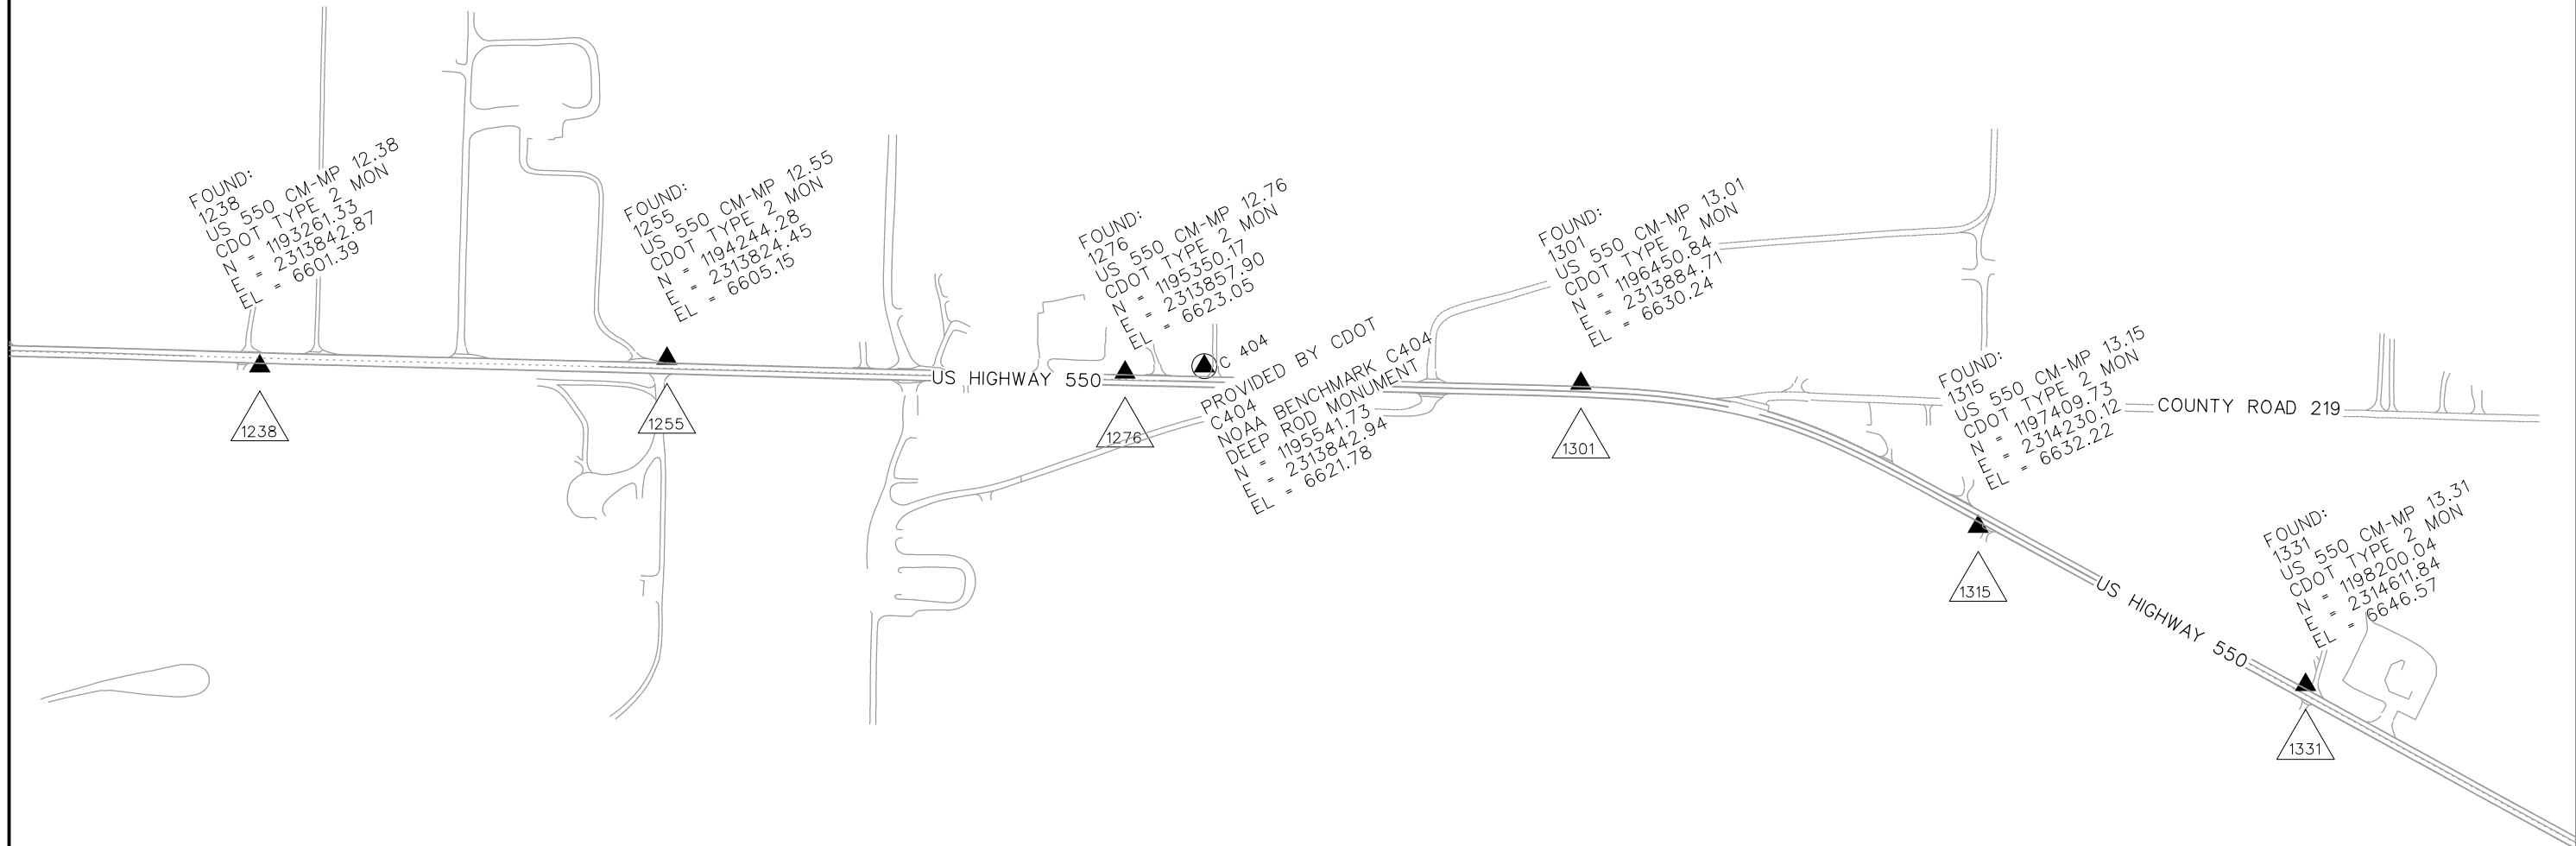 FOUND:
1238
US 550 CM-MP 12.38
CDOT TYPE 2 MON
N = 1193261.33
E = 2313842.87
EL = 6601.39
FOUND:
1255
US 550 CM-MP 12.55
CDOT TYPE 2 MON
N = 1194244.28
E = 2313824.45
EL = 6605.15
FOUND:
1276
US 550 CM-MP 12.76
CDOT TYPE 2 MON
N = 1195350.17
E = 2313857.90
EL = 6623.05
FOUND:
1301
US 550 CM-MP 13.01
CDOT TYPE 2 MON
N = 1196450.84
E = 2313884.71
EL = 6630.24
C 404
PROVIDED BY CDOT
C404
NOAA BENCHMARK C404
DEEP ROD MONUMENT
N = 1195541.73
E = 2313842.94
EL = 6621.78
FOUND:
1315
US 550 CM-MP 13.15
CDOT TYPE 2 MON
N = 1197409.73
E = 2314230.12
EL = 6632.22
FOUND:
1331
US 550 CM-MP 13.31
CDOT TYPE 2 MON
N = 1198200.04
E = 2314611.84
EL = 6646.57
US HIGHWAY 550
COUNTY ROAD 219
US HIGHWAY 550
1238
1255
1276
1301
1315
1331